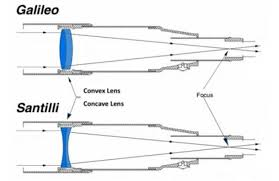 Galileo
Convex Lens
Concave Lens
Focus
Santilli